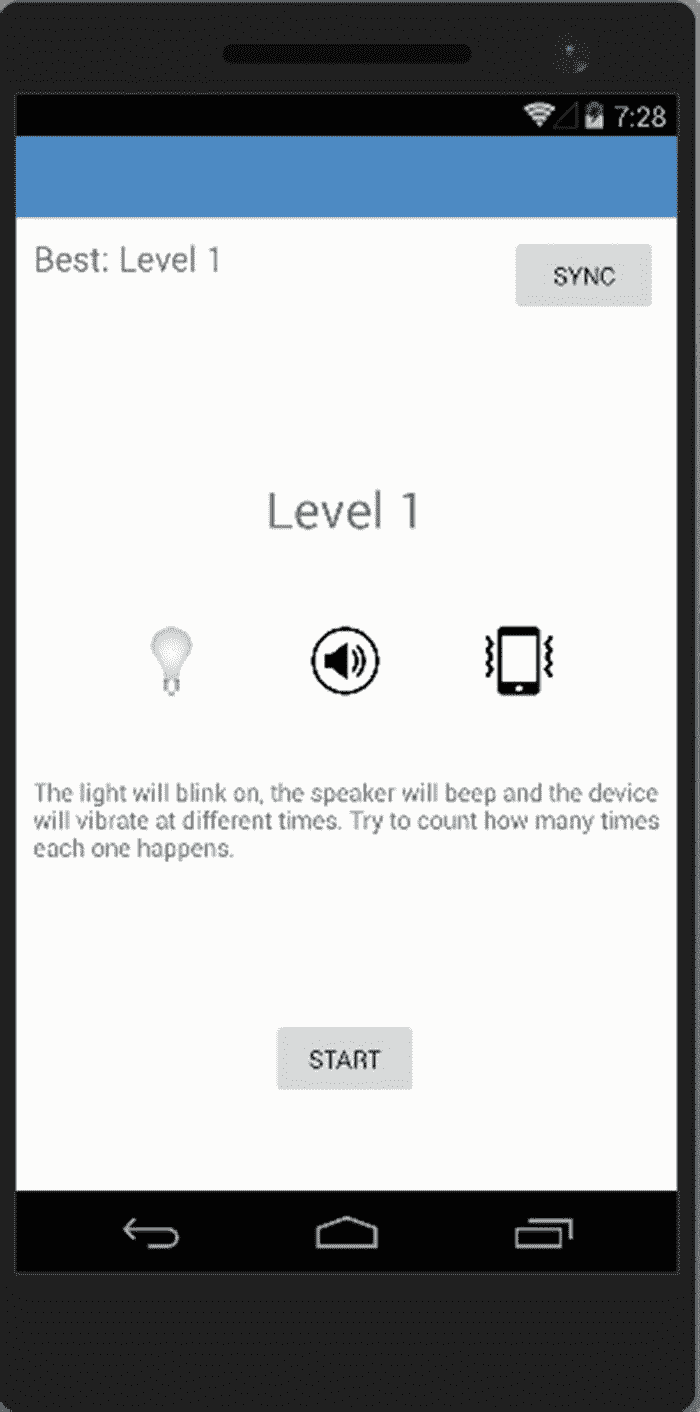 7:28
Best: Level 1
SYNC
Level 1
The light will blink on, the speaker will beep and the device
will vibrate at different times. Try to count how many times
each one happens.
START